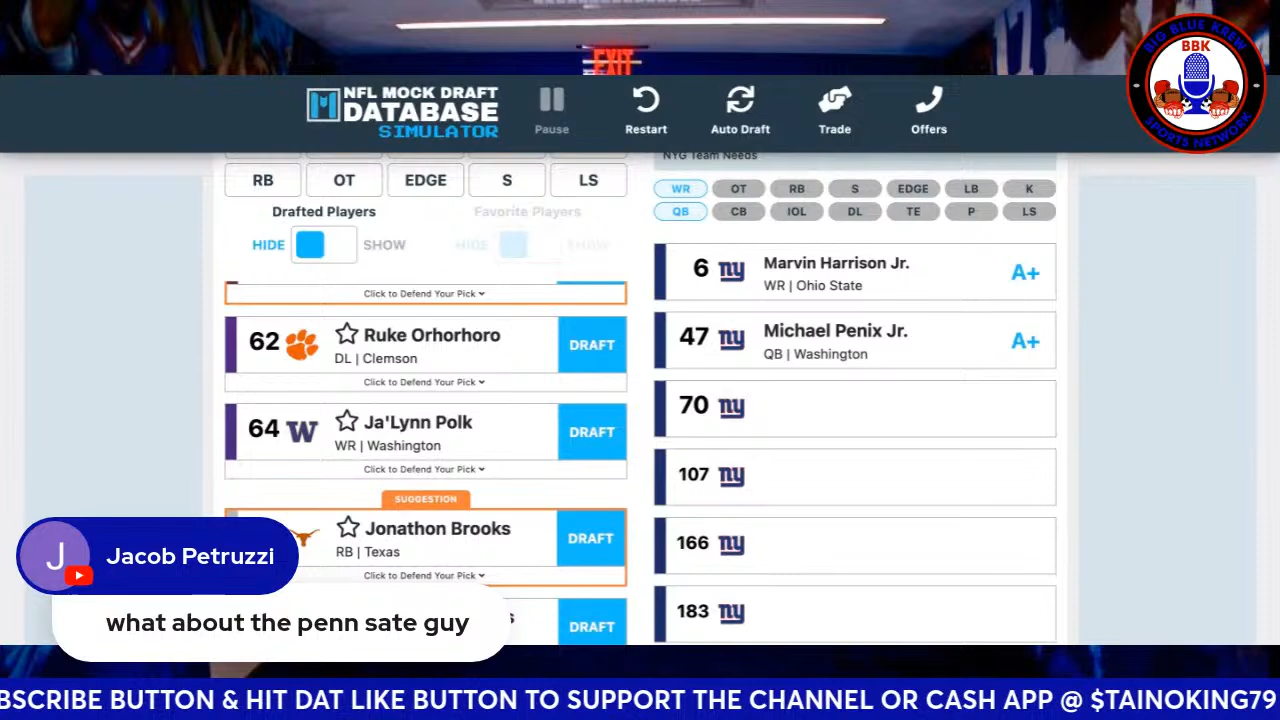 EXIT
BIG BLUE KREW
BBK
SPORTS NETWORK
NFL MOCK DRAFT
DATABASE
SIMULATOR
Pause
Restart
Auto Draft
Trade
Offers
RB
OT
EDGE
S
LS
Drafted Players
Favorite Players
HIDE
SHOW
HIDE
SHOW
Click to Defend Your Pick
62
Ruke Orhorhoro
DL | Clemson
DRAFT
Click to Defend Your Pick
64
W
Ja'Lynn Polk
WR | Washington
DRAFT
Click to Defend Your Pick
SUGGESTION
Jonathon Brooks
RB | Texas
DRAFT
Click to Defend Your Pick
DRAFT
NYG Team Needs
WR OT RB S EDGE LB K
QB CB IOL DL TE P LS
6 ny Marvin Harrison Jr.
WR | Ohio State
A+
47 ny Michael Penix Jr.
QB | Washington
A+
70 ny
107 ny
166 ny
183 ny
J
Jacob Petruzzi
what about the penn sate guy
BSCRIBE BUTTON & HIT DAT LIKE BUTTON TO SUPPORT THE CHANNEL OR CASH APP @ $TAINOKING79